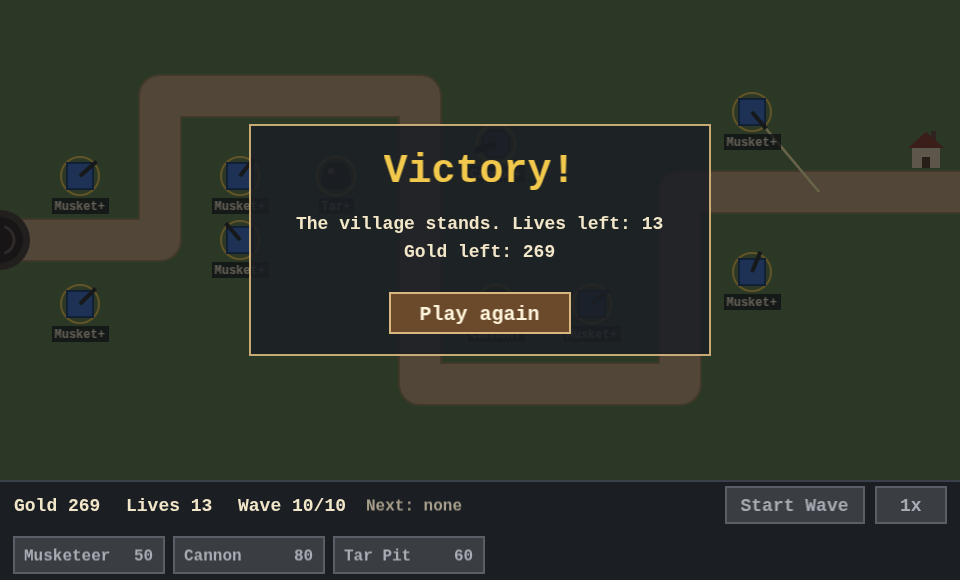 Musket+
Victory!
Musket+
Musket+
Tar+
The village stands. Lives left: 13
Gold left: 269
Musket+
Musket+
Musket+
Play again
Musket+
Gold 269 Lives 13 Wave 10/10 Next: none Start Wave 1x
Musketeer 50 Cannon 80 Tar Pit 60